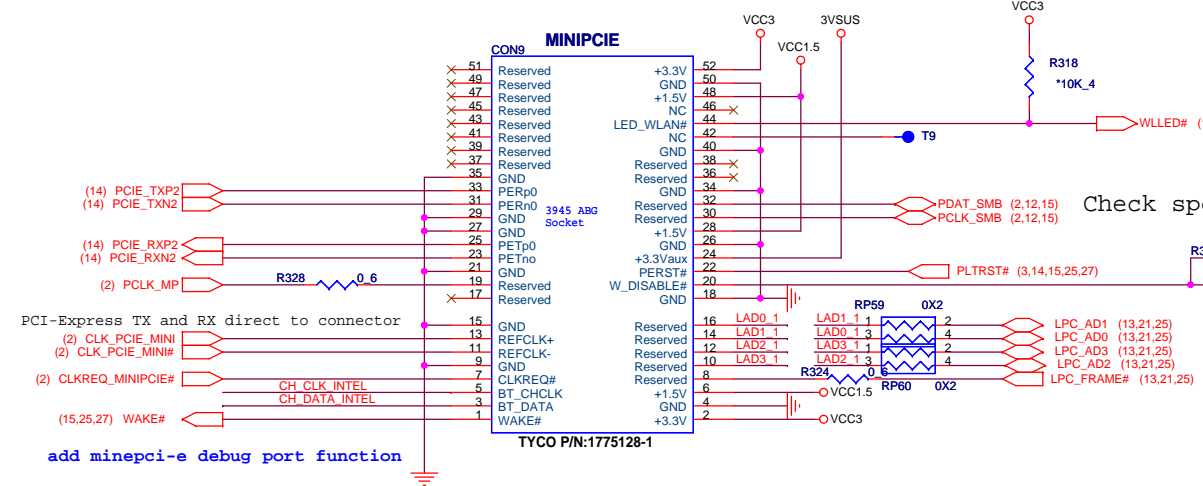 VCC3
VCC3
3VSUS
VCC1.5
MINIPCIE
CON9
R318
*10K_4
51 Reserved +3.3V 52
49 Reserved GND 50
47 Reserved +1.5V 48
45 Reserved NC 46
43 Reserved LED_WLAN# 44 WLLED#
41 Reserved NC 42 T9
39 Reserved GND 40
37 Reserved Reserved 38
35 GND Reserved 36
(14) PCIE_TXP2 33 PERp0 GND 34
(14) PCIE_TXN2 31 PERn0 Reserved 32 PDAT_SMB (2,12,15)
3945 ABG
Socket
29 GND Reserved 30 PCLK_SMB (2,12,15)
Check
27 GND +1.5V 28
(14) PCIE_RXP2 25 PETp0 GND 26
(14) PCIE_RXN2 23 PETno +3.3Vaux 24
21 GND PERST# 22 PLTRST# (3,14,15,25,27)
(2) PCLK_MP R328 0_6 19 Reserved W_DISABLE# 20
17 Reserved GND 18
RP59 0X2
PCI-Express TX and RX direct to connector
15 GND Reserved 16 LAD0_1 LAD1_1 1 2 LPC_AD1 (13,21,25)
(2) CLK_PCIE_MINI 13 REFCLK+ Reserved 14 LAD1_1 LAD0_1 3 4 LPC_AD0 (13,21,25)
(2) CLK_PCIE_MINI# 11 REFCLK- Reserved 12 LAD2_1 LAD3_1 1 2 LPC_AD3 (13,21,25)
9 GND Reserved 10 LAD3_1 LAD2_1 3 4 LPC_AD2 (13,21,25)
(2) CLKREQ_MINIPCIE# 7 CLKREQ# Reserved 8 R324 0_6 LPC_FRAME# (13,21,25)
RP60 0X2
CH_CLK_INTEL 5 BT_CHCLK +1.5V 6 VCC1.5
CH_DATA_INTEL 3 BT_DATA GND 4
(15,25,27) WAKE# 1 WAKE# +3.3V 2 VCC3
TYCO P/N:1775128-1
add minepci-e debug port function